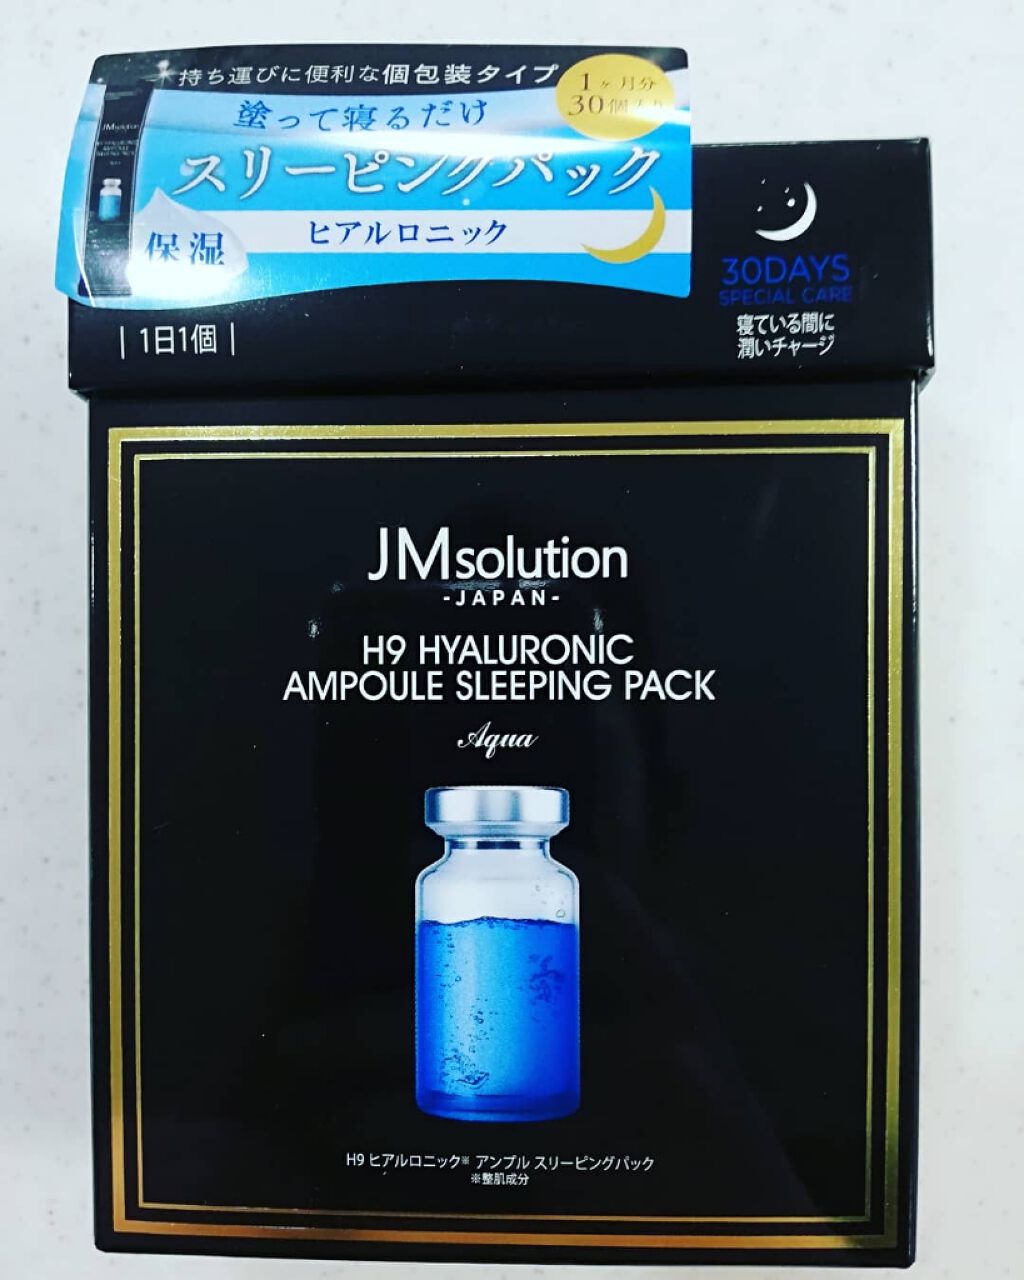 持ち運びに便利な個包装タイプ
塗って寝るだけ
スリーピングパック
ヒアルロニック
保湿
1ヶ月分
30個入り
JMsolution
|1日1個|
30DAYS
SPECIAL CARE
寝ている間に
潤いチャージ
JMsolution
-JAPAN-
H9 HYALURONIC
AMPOULE SLEEPING PACK
Aqua
H9 ヒアルロニック※ アンプル スリーピングパック
※整肌成分